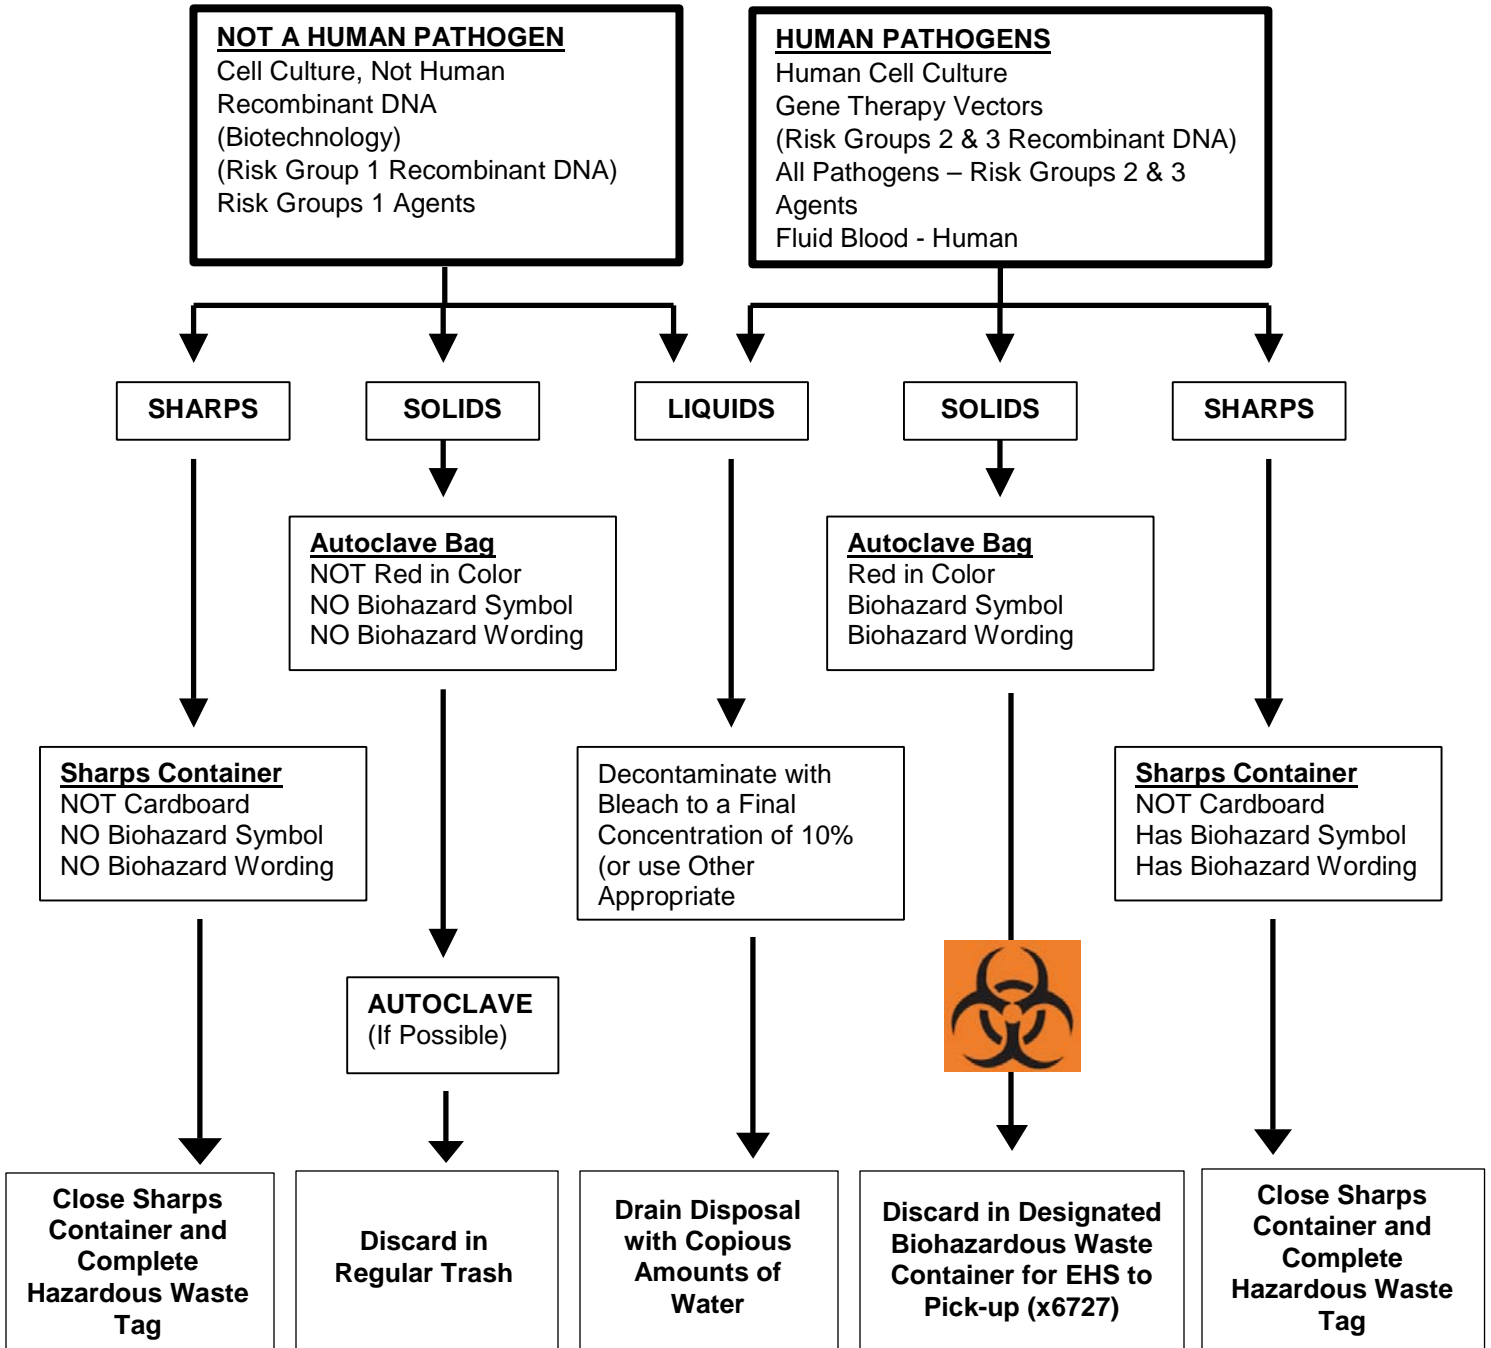 NOT A HUMAN PATHOGEN
Cell Culture, Not Human
Recombinant DNA
(Biotechnology)
(Risk Group 1 Recombinant DNA)
Risk Groups 1 Agents
HUMAN PATHOGENS
Human Cell Culture
Gene Therapy Vectors
(Risk Groups 2 & 3 Recombinant DNA)
All Pathogens – Risk Groups 2 & 3
Agents
Fluid Blood - Human
SHARPS
SOLIDS
LIQUIDS
SOLIDS
SHARPS
Autoclave Bag
NOT Red in Color
NO Biohazard Symbol
NO Biohazard Wording
Autoclave Bag
Red in Color
Biohazard Symbol
Biohazard Wording
Sharps Container
NOT Cardboard
NO Biohazard Symbol
NO Biohazard Wording
Decontaminate with
Bleach to a Final
Concentration of 10%
(or use Other
Appropriate
Sharps Container
NOT Cardboard
Has Biohazard Symbol
Has Biohazard Wording
AUTOCLAVE
(If Possible)
Close Sharps
Container and
Complete
Hazardous Waste
Tag
Discard in
Regular Trash
Drain Disposal
with Copious
Amounts of
Water
Discard in Designated
Biohazardous Waste
Container for EHS to
Pick-up (x6727)
Close Sharps
Container and
Complete
Hazardous Waste
Tag